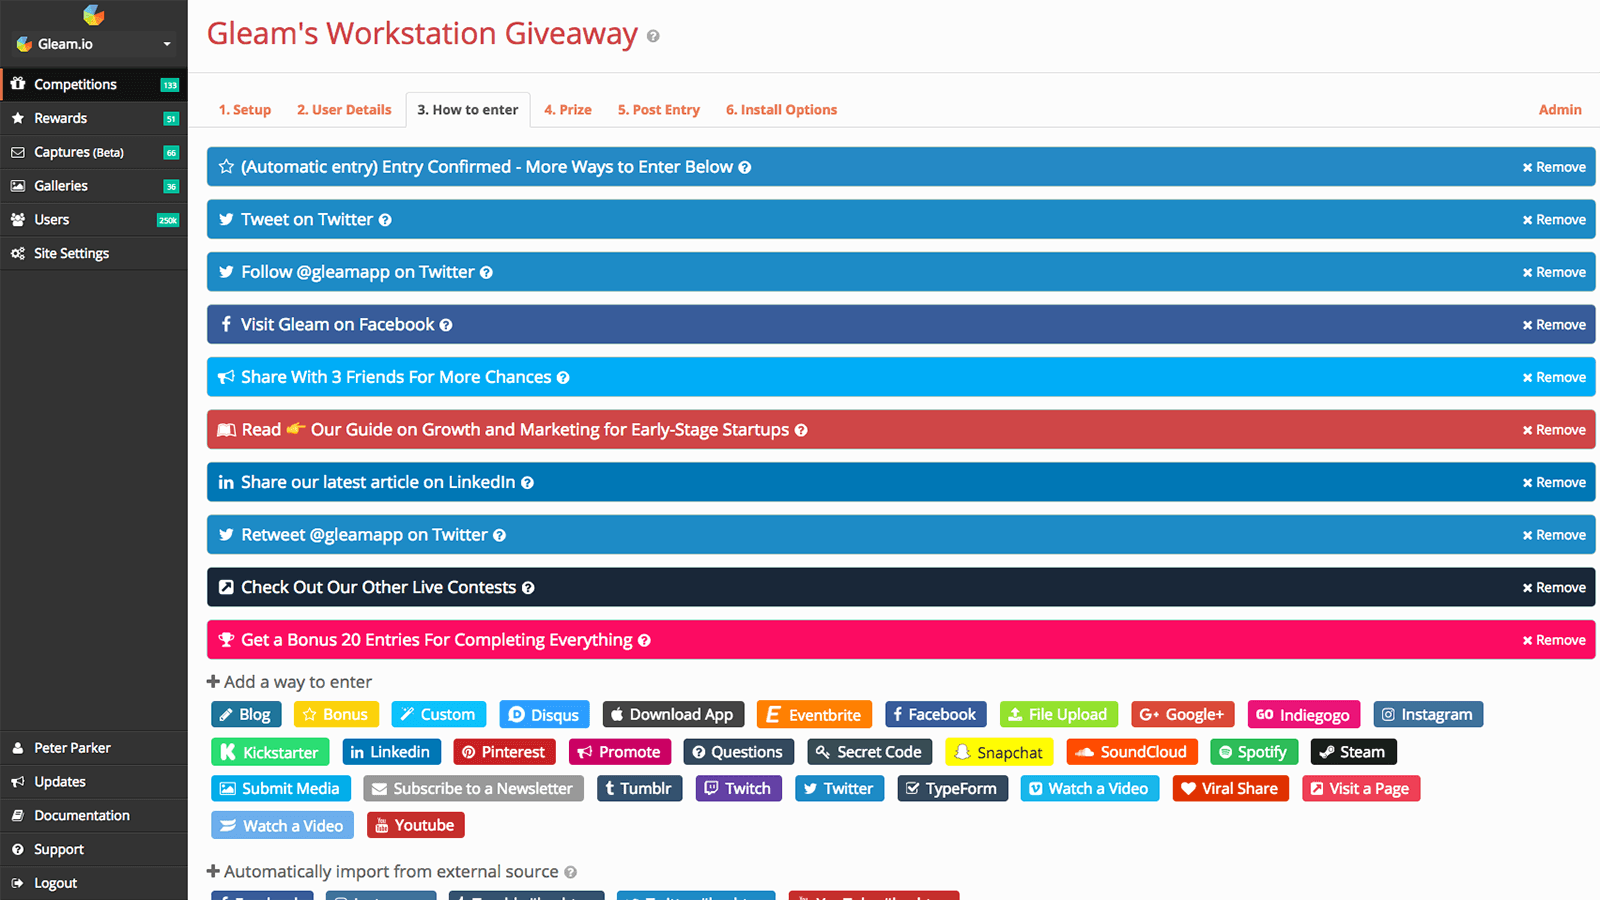 Gleam.io
Competitions 133
Rewards 51
Captures (Beta) 66
Galleries 36
Users 250k
Site Settings
Peter Parker
Updates
Documentation
Support
Logout
Gleam's Workstation Giveaway
1. Setup 2. User Details 3. How to enter 4. Prize 5. Post Entry 6. Install Options Admin
(Automatic entry) Entry Confirmed - More Ways to Enter Below Remove
Tweet on Twitter Remove
Follow @gleamapp on Twitter Remove
Visit Gleam on Facebook Remove
Share With 3 Friends For More Chances Remove
Read 👉 Our Guide on Growth and Marketing for Early-Stage Startups Remove
Share our latest article on LinkedIn Remove
Retweet @gleamapp on Twitter Remove
Check Out Our Other Live Contests Remove
Get a Bonus 20 Entries For Completing Everything Remove
Add a way to enter
Blog Bonus Custom Disqus Download App Eventbrite Facebook File Upload Google+ Indiegogo Instagram
Kickstarter Linkedin Pinterest Promote Questions Secret Code Snapchat SoundCloud Spotify Steam
Submit Media Subscribe to a Newsletter Tumblr Twitch Twitter TypeForm Watch a Video Viral Share Visit a Page
Watch a Video Youtube
Automatically import from external source